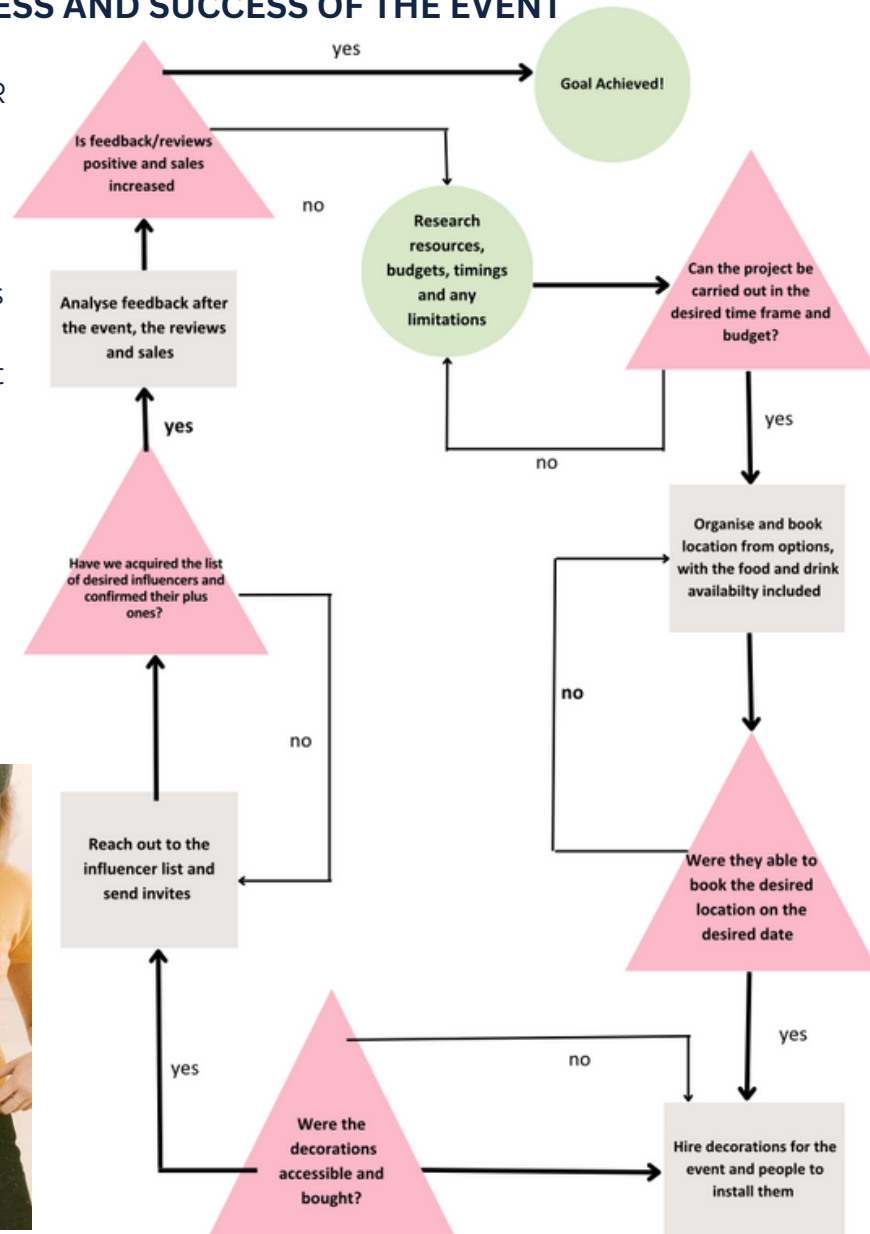 ESS AND SUCCESS OF THE EVENT
R
s
t
yes
Goal Achieved!
Is feedback/reviews
positive and sales
increased
no
Research
resources,
budgets, timings
and any
limitations
Can the project be
carried out in the
desired time frame and
budget?
no
yes
Analyse feedback after
the event, the reviews
and sales
yes
Organise and book
location from options,
with the food and drink
availabilty included
Have we acquired the list
of desired influencers and
confirmed their plus
ones?
no
no
Reach out to the
influencer list and
send invites
Were they able to
book the desired
location on the
desired date
yes
yes
no
Were the
decorations
accessible and
bought?
Hire decorations for the
event and people to
install them